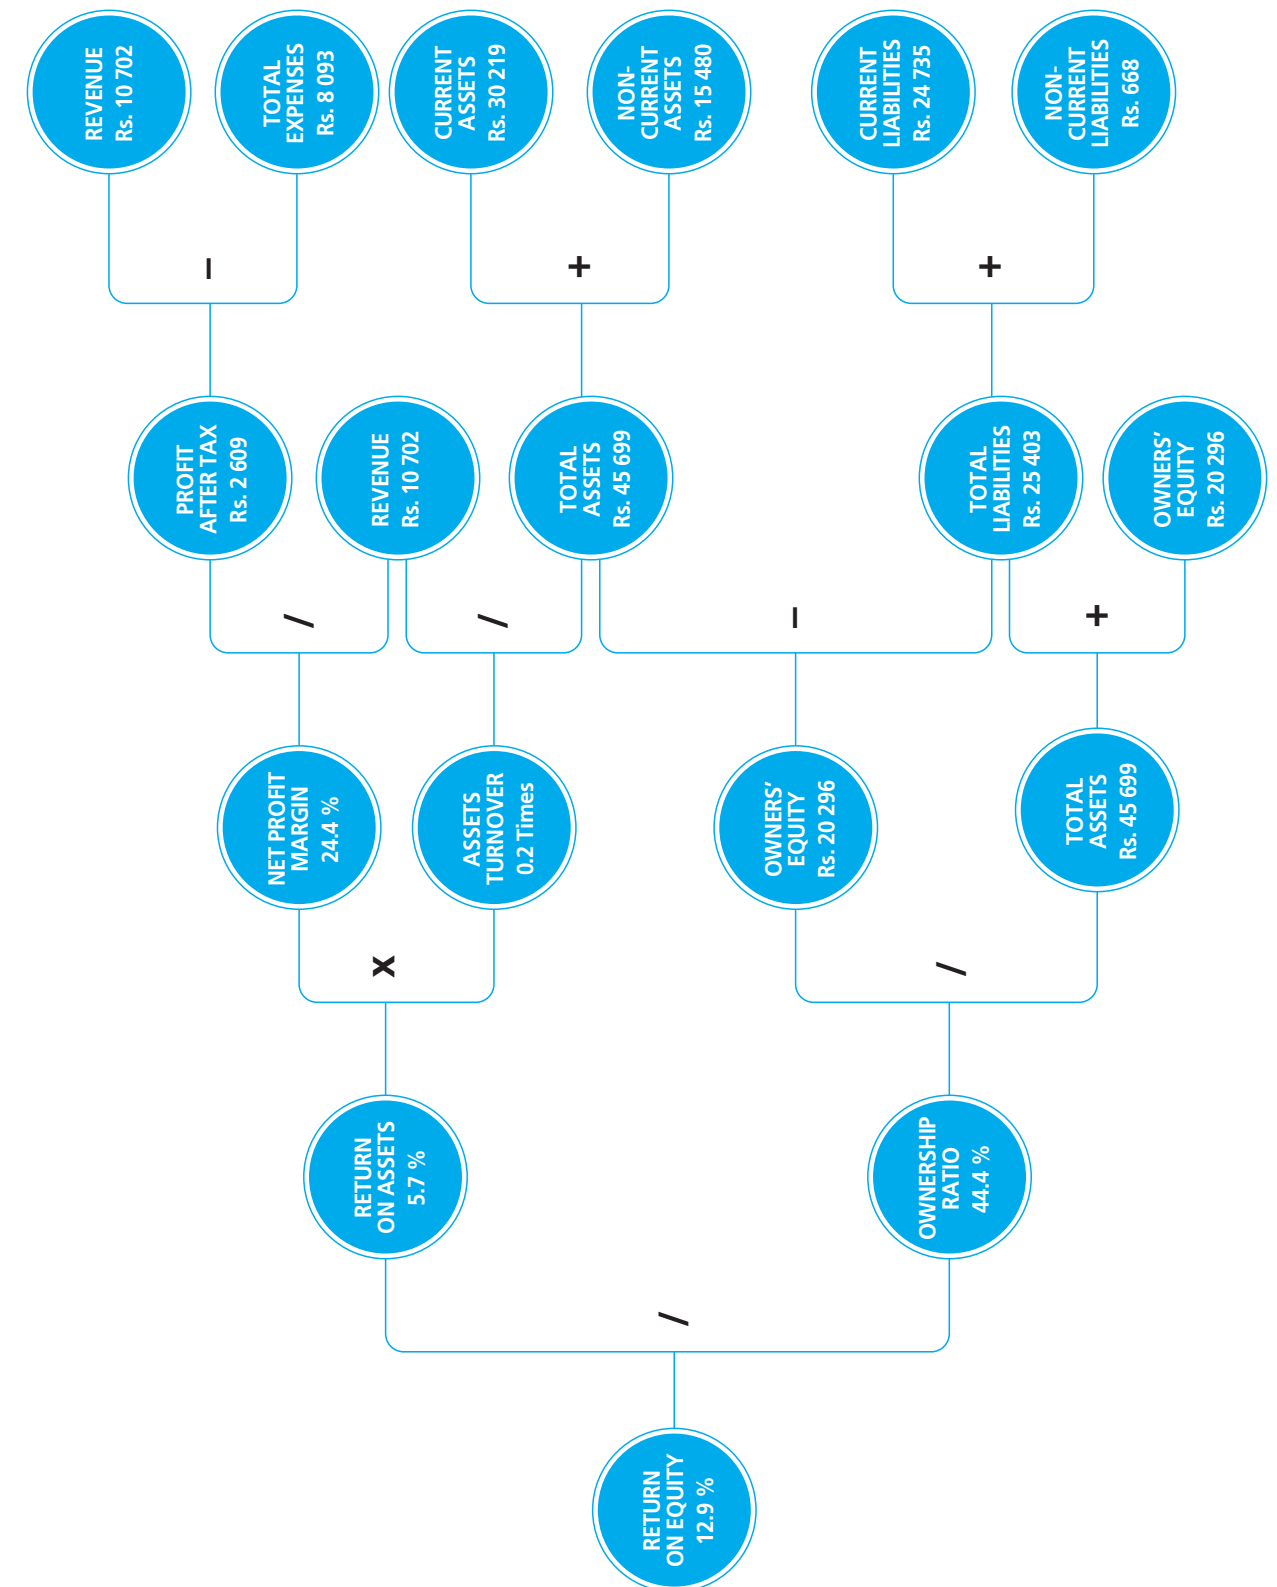 RETURN
ON EQUITY
12.9 %
/
RETURN
ON ASSETS
5.7 %
OWNERSHIP
RATIO
44.4 %
x
/
NET PROFIT
MARGIN
24.4 %
ASSETS
TURNOVER
0.2 Times
OWNERS’
EQUITY
Rs. 20 296
TOTAL
ASSETS
Rs. 45 699
/
/
–
+
PROFIT
AFTER TAX
Rs. 2 609
REVENUE
Rs. 10 702
TOTAL
ASSETS
Rs. 45 699
TOTAL
LIABILITIES
Rs. 25 403
OWNERS’
EQUITY
Rs. 20 296
–
+
+
REVENUE
Rs. 10 702
TOTAL
EXPENSES
Rs. 8 093
CURRENT
ASSETS
Rs. 30 219
NON-
CURRENT
ASSETS
Rs. 15 480
CURRENT
LIABILITIES
Rs. 24 735
NON-
CURRENT
LIABILITIES
Rs. 668